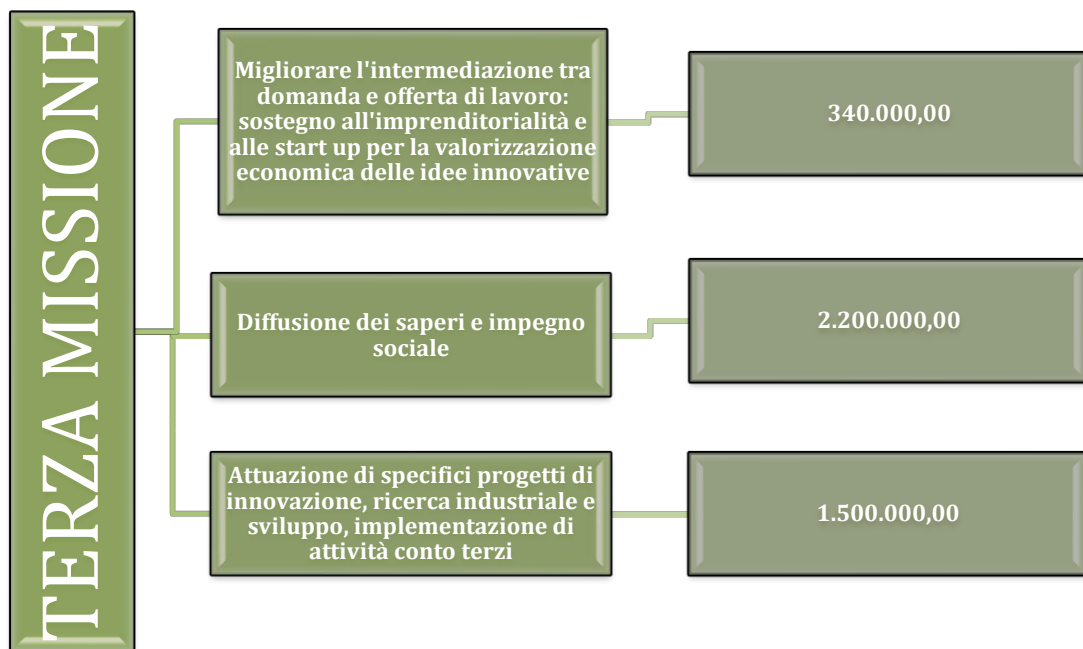 TERZA MISSIONE
Migliorare l'intermediazione tra
domanda e offerta di lavoro:
sostegno all'imprenditorialità e
alle start up per la valorizzazione
economica delle idee innovative
340.000,00
Diffusione dei saperi e impegno
sociale
2.200.000,00
Attuazione di specifici progetti di
innovazione, ricerca industriale e
sviluppo, implementazione di
attività conto terzi
1.500.000,00